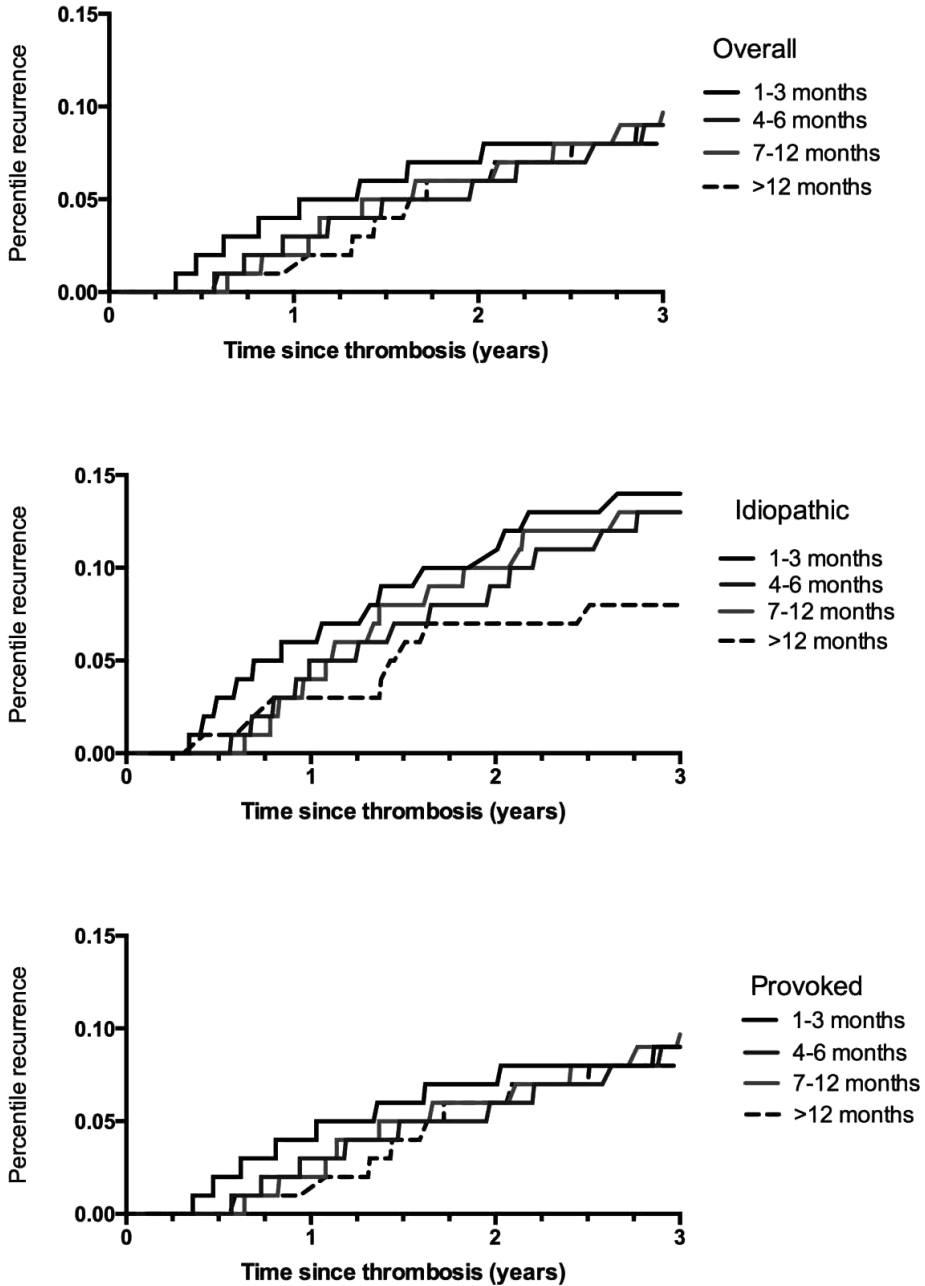 Overall
1-3 months
4-6 months
7-12 months
>12 months
Percentile recurrence
0.15
0.10
0.05
0.00
0 1 2 3
Time since thrombosis (years)
Idiopathic
1-3 months
4-6 months
7-12 months
>12 months
Percentile recurrence
0.15
0.10
0.05
0.00
0 1 2 3
Time since thrombosis (years)
Provoked
1-3 months
4-6 months
7-12 months
>12 months
Percentile recurrence
0.15
0.10
0.05
0.00
0 1 2 3
Time since thrombosis (years)